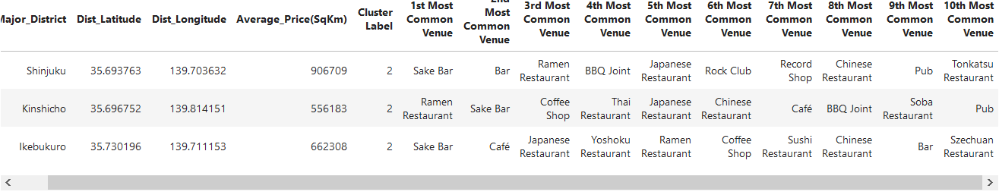 Major_District Dist_Latitude Dist_Longitude Average_Price(SqKm) Cluster Label 1st Most Common Venue 2nd Most Common Venue 3rd Most Common Venue 4th Most Common Venue 5th Most Common Venue 6th Most Common Venue 7th Most Common Venue 8th Most Common Venue 9th Most Common Venue 10th Most Common Venue
Shinjuku 35.693763 139.703632 906709 2 Sake Bar Bar Ramen Restaurant BBQ Joint Japanese Restaurant Rock Club Record Shop Chinese Restaurant Pub Tonkatsu Restaurant
Kinshicho 35.696752 139.814151 556183 2 Ramen Restaurant Sake Bar Coffee Shop Thai Restaurant Japanese Restaurant Chinese Restaurant Café BBQ Joint Soba Restaurant Pub
Ikebukuro 35.730196 139.711153 662308 2 Sake Bar Café Japanese Restaurant Yoshoku Restaurant Ramen Restaurant Coffee Shop Sushi Restaurant Chinese Restaurant Bar Szechuan Restaurant